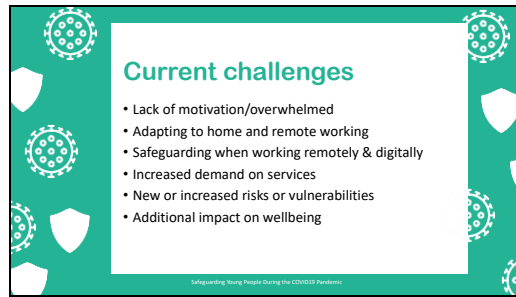 Current challenges
• Lack of motivation/overwhelmed
• Adapting to home and remote working
• Safeguarding when working remotely & digitally
• Increased demand on services
• New or increased risks or vulnerabilities
• Additional impact on wellbeing
Safeguarding Young People During the COVID19 Pandemic